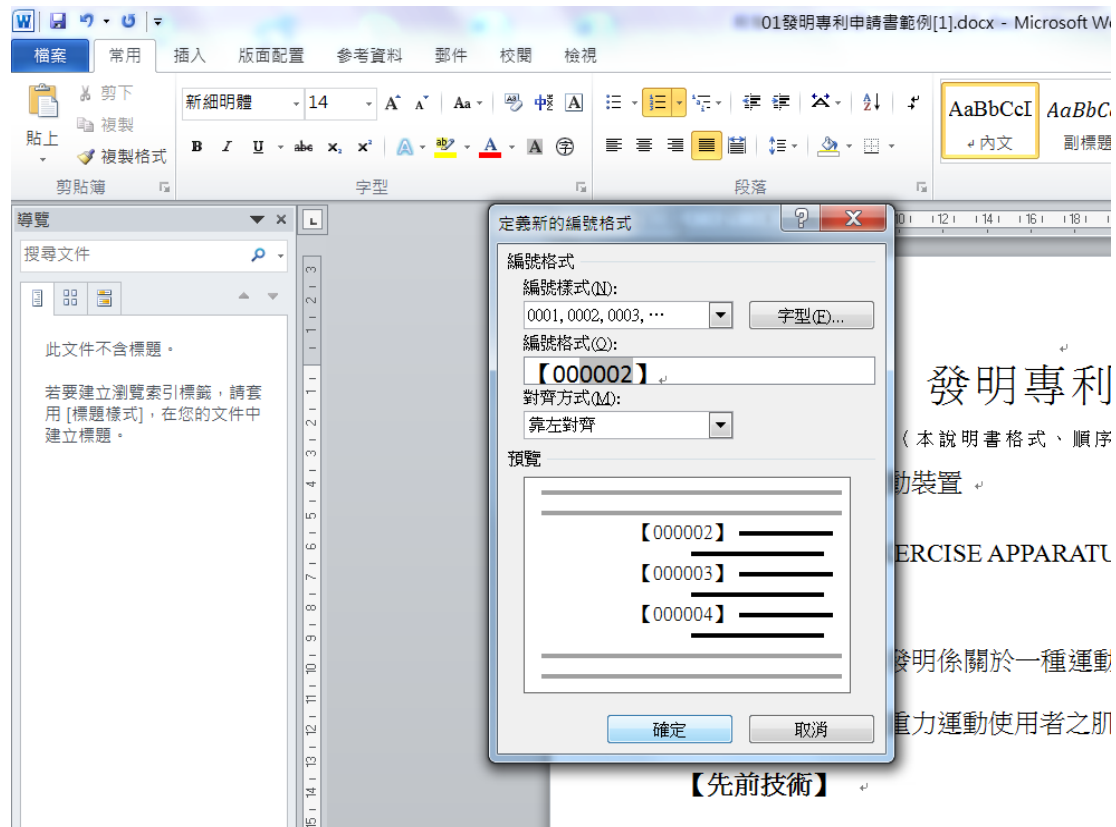 01發明專利申請書範例[1].docx - Microsoft Wo
檔案 常用 插入 版面配置 參考資料 郵件 校閱 檢視
貼上
剪下
複製
複製格式
剪貼簿
新細明體 14
字型
段落
AaBbCcI
內文
AaBbCc
副標題
導覽
搜尋文件
此文件不含標題。
若要建立瀏覽索引標籤，請套
用 [標題樣式]，在您的文件中
建立標題。
定義新的編號格式
編號格式
編號樣式(N):
0001, 0002, 0003, …
字型(F)...
編號格式(O):
【000002】
對齊方式(M):
靠左對齊
預覽
【000002】
【000003】
【000004】
確定 取消
發明專利
（本說明書格式、順序
動裝置
ERCISE APPARATU
發明係關於一種運動
重力運動使用者之肌
【先前技術】